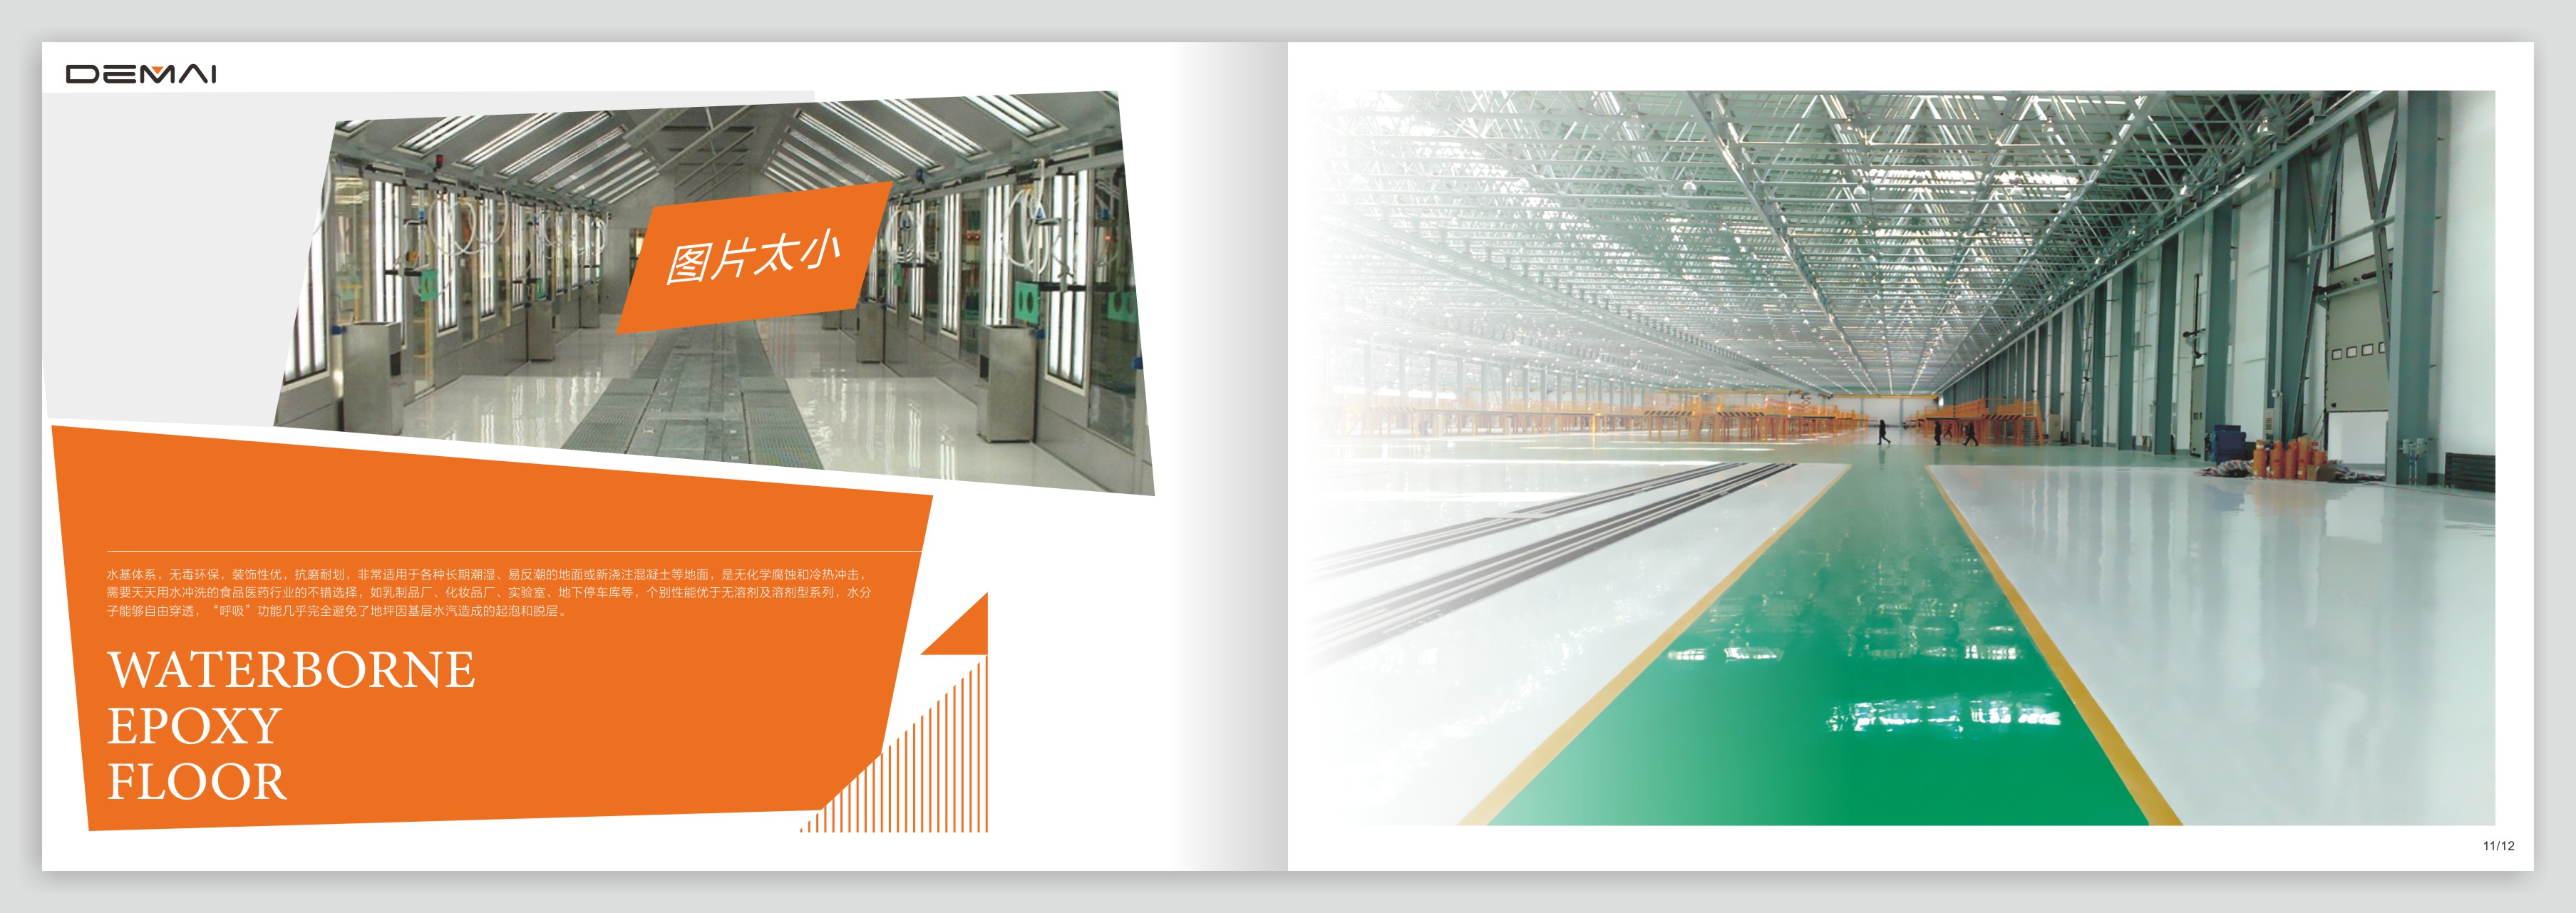 DEMAI
图片太小
水基体系，无毒环保，装饰性优，抗磨耐划，非常适用于各种长期潮湿、易反潮的地面或新浇注混凝土等地面，是无化学腐蚀和冷热冲击，
需要天天用水冲洗的食品医药行业的不错选择，如乳制品厂、化妆品厂、实验室、地下停车库等，个别性能优于无溶剂及溶剂型系列，水分
子能够自由穿透，“呼吸”功能几乎完全避免了地坪因基层水汽造成的起泡和脱层。
WATERBORNE
EPOXY
FLOOR
11/12